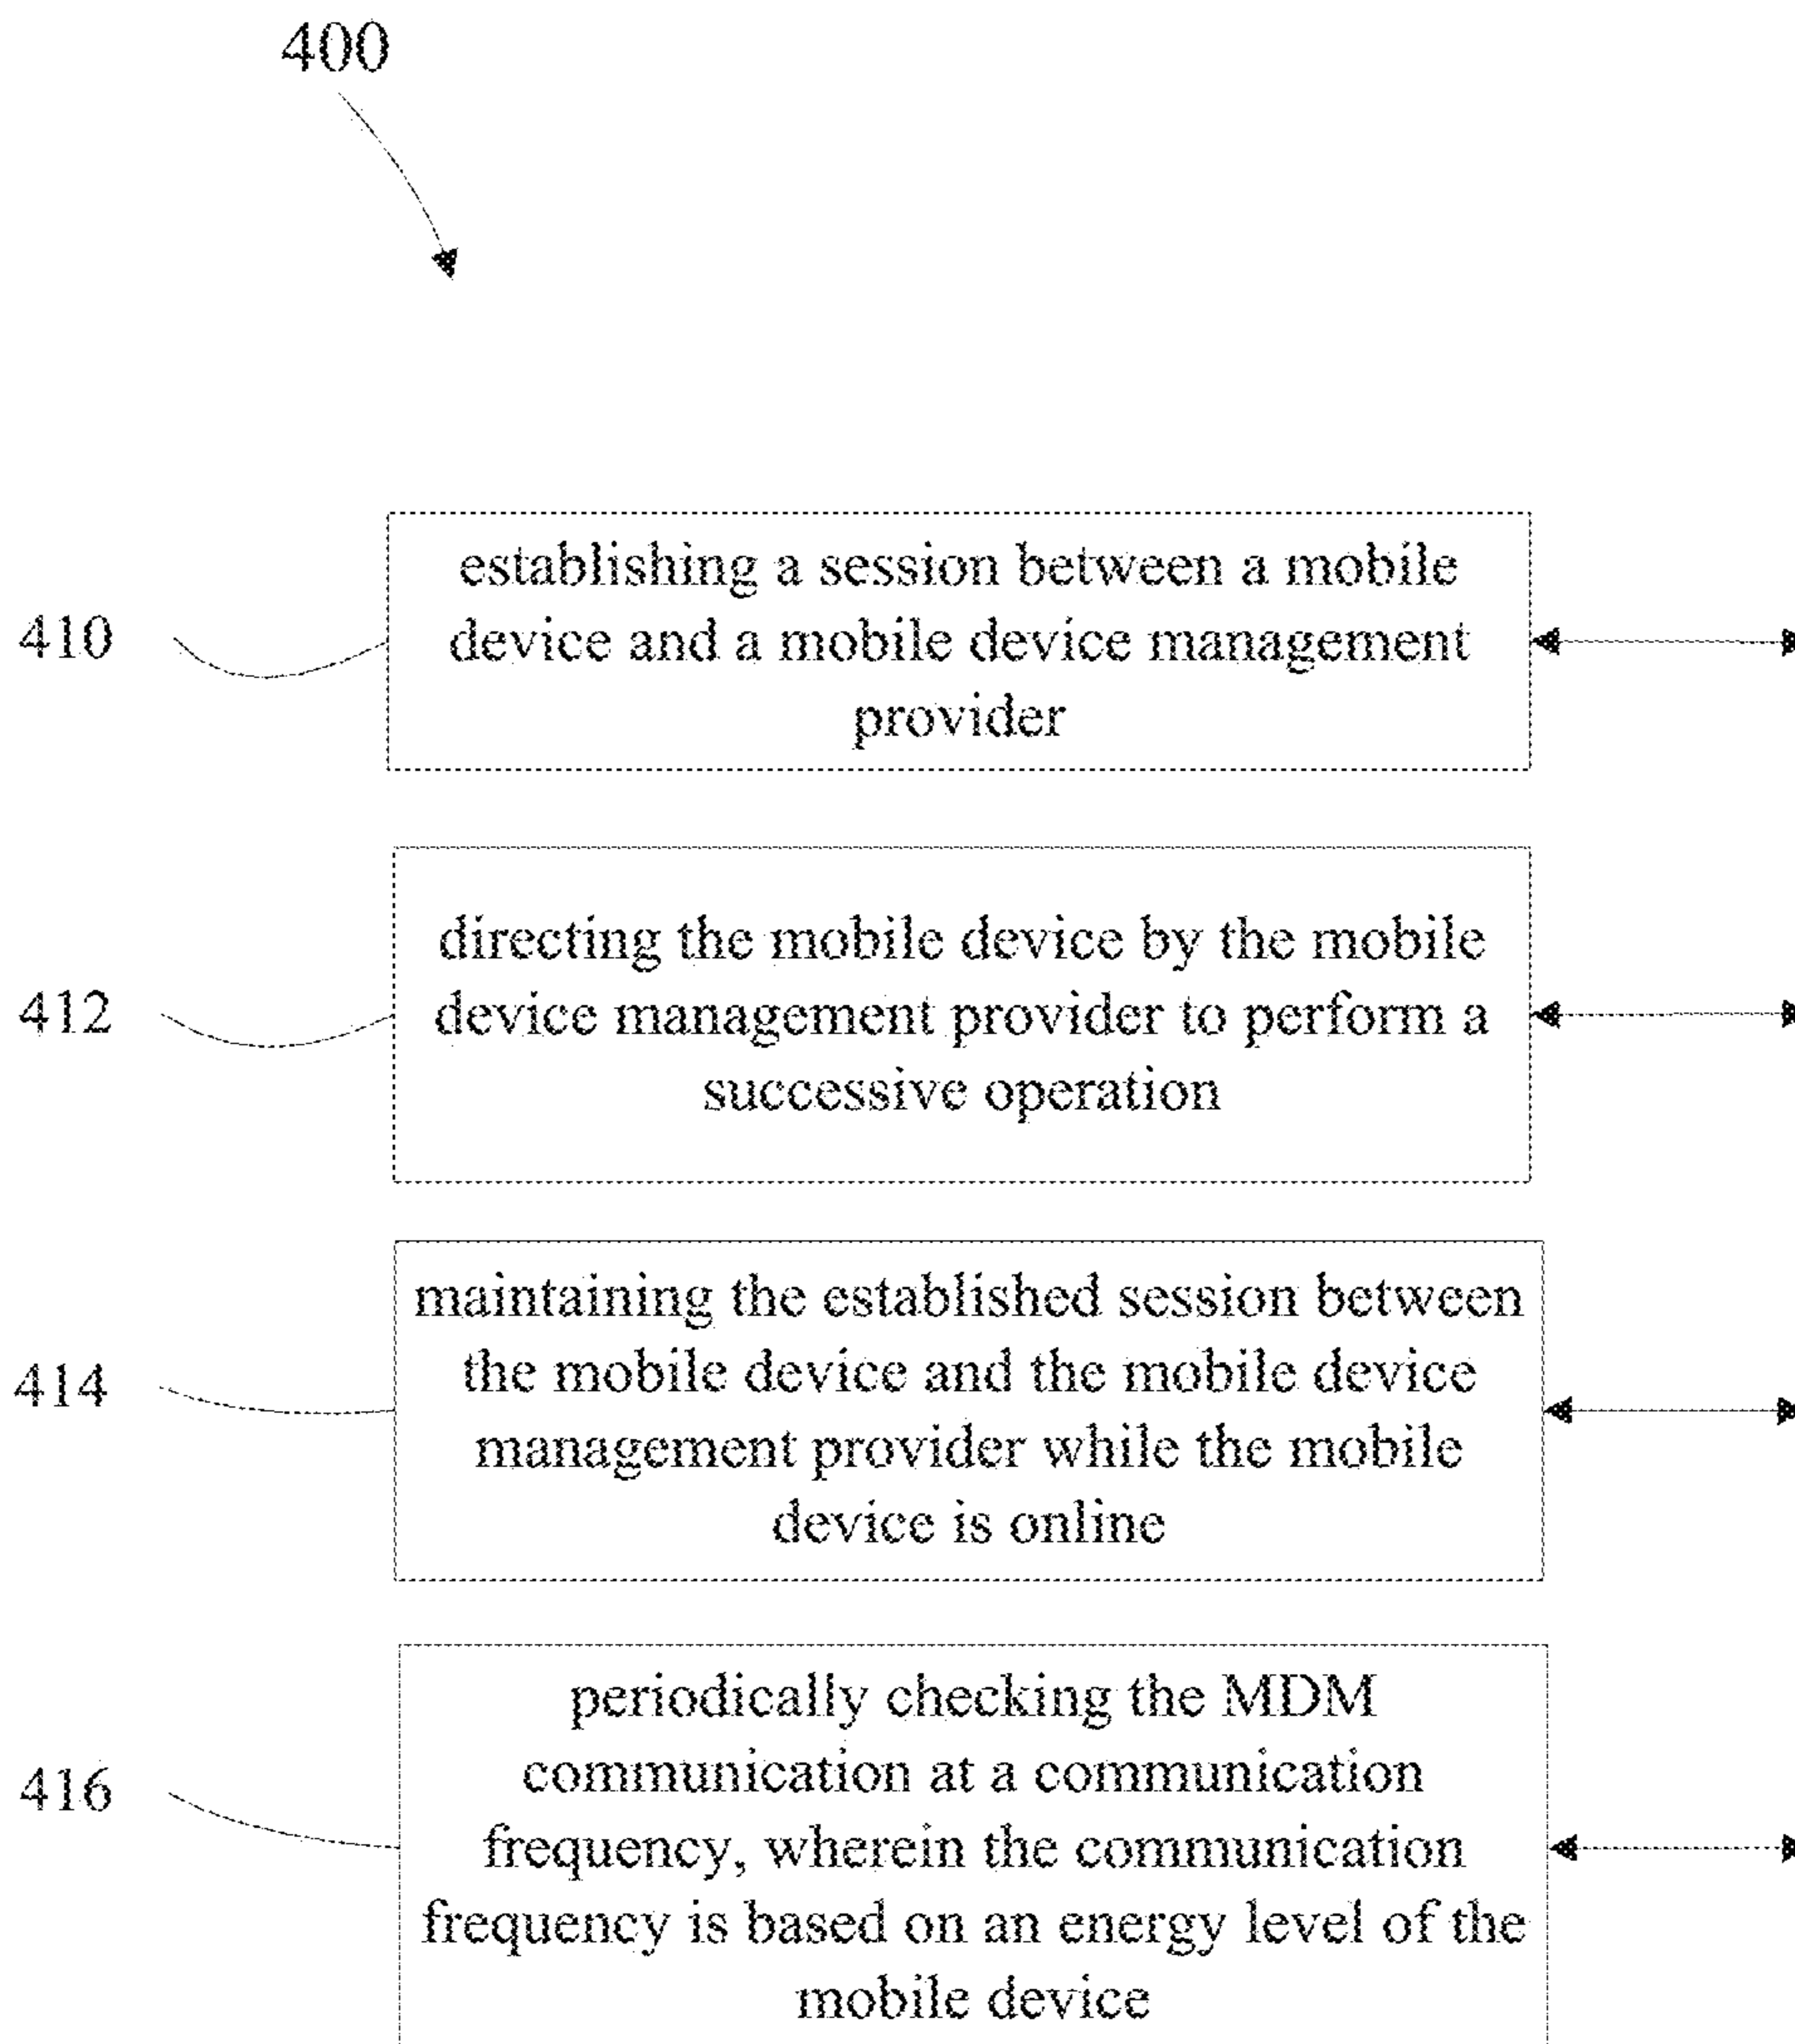 400
410
establishing a session between a mobile
device and a mobile device management
provider
412
directing the mobile device by the mobile
device management provider to perform a
successive operation
414
maintaining the established session between
the mobile device and the mobile device
management provider while the mobile
device is online
416
periodically checking the MDM
communication at a communication
frequency, wherein the communication
frequency is based on an energy level of the
mobile device